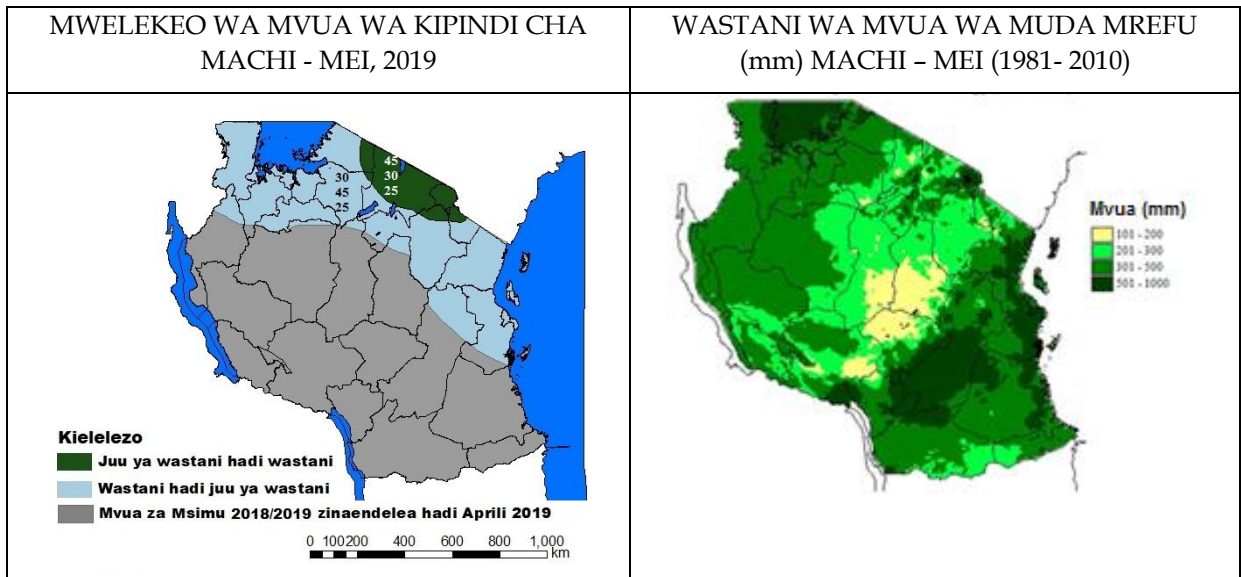 MWELEKEO WA MVUA WA KIPINDI CHA
MACHI - MEI, 2019
WASTANI WA MVUA WA MUDA MREFU
(mm) MACHI – MEI (1981- 2010)
45
30
25
30
45
25
Kielelezo
Juu ya wastani hadi wastani
Wastani hadi juu ya wastani
Mvua za Msimu 2018/2019 zinaendelea hadi Aprili 2019
0 100200 400 600 800 1,000
km
Mvua (mm)
101 - 200
201 - 300
301 - 500
501 - 1000